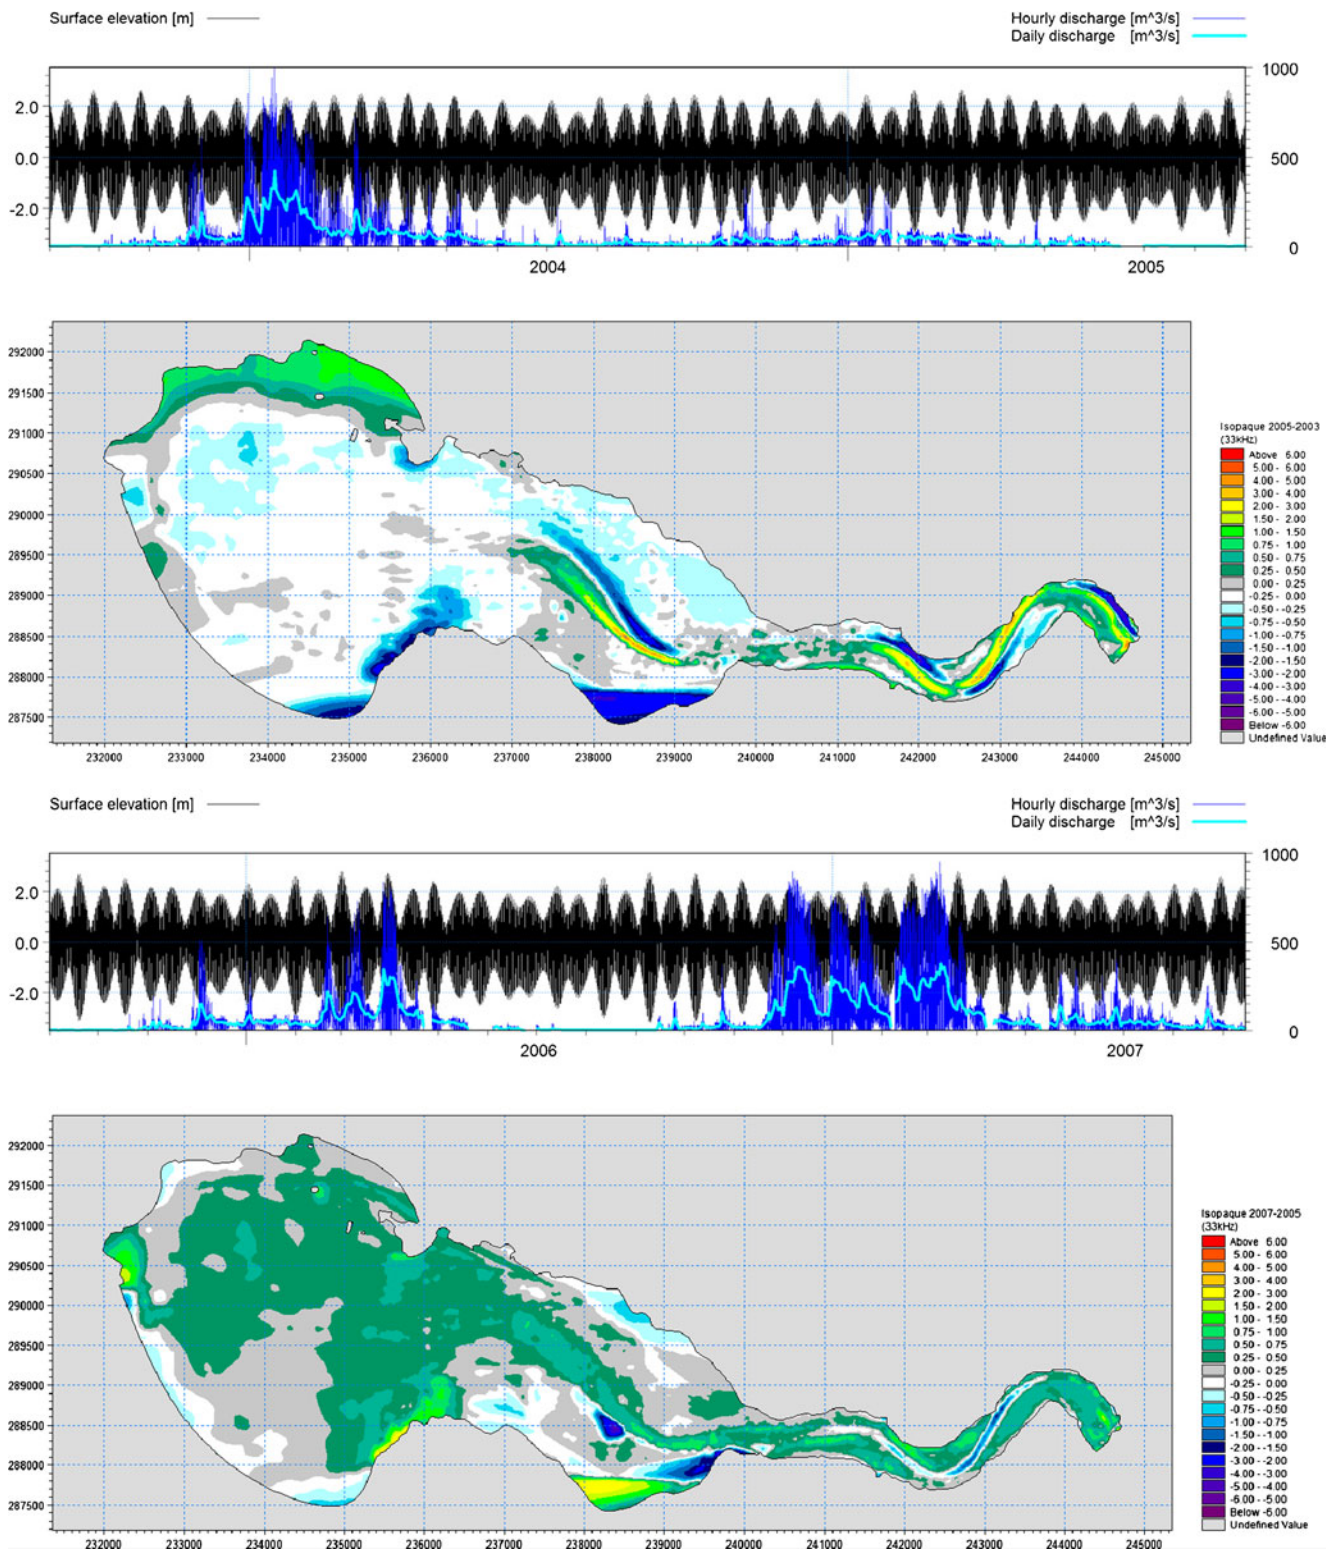 Surface elevation [m]
Hourly discharge [m^3/s]
Daily discharge [m^3/s]
1000
2.0
0.0
500
-2.0
0
2004
2005
292000
291500
291000
290500
290000
289500
289000
288500
288000
287500
232000 233000 234000 235000 236000 237000 238000 239000 240000 241000 242000 243000 244000 245000
Isopaque 2005-2003
(33kHz)
Above 6.00
5.00 - 6.00
4.00 - 5.00
3.00 - 4.00
2.00 - 3.00
1.50 - 2.00
1.00 - 1.50
0.75 - 1.00
0.50 - 0.75
0.25 - 0.50
0.00 - 0.25
-0.25 - 0.00
-0.50 - -0.25
-0.75 - -0.50
-1.00 - -0.75
-1.50 - -1.00
-2.00 - -1.50
-3.00 - -2.00
-4.00 - -3.00
-5.00 - -4.00
-6.00 - -5.00
Below -6.00
Undefined Value
Surface elevation [m]
Hourly discharge [m^3/s]
Daily discharge [m^3/s]
1000
2.0
0.0
500
-2.0
0
2006
2007
292000
291500
291000
290500
290000
289500
289000
288500
288000
287500
232000 233000 234000 235000 236000 237000 238000 239000 240000 241000 242000 243000 244000 245000
Isopaque 2007-2005
(33kHz)
Above 6.00
5.00 - 6.00
4.00 - 5.00
3.00 - 4.00
2.00 - 3.00
1.50 - 2.00
1.00 - 1.50
0.75 - 1.00
0.50 - 0.75
0.25 - 0.50
0.00 - 0.25
-0.25 - 0.00
-0.50 - -0.25
-0.75 - -0.50
-1.00 - -0.75
-1.50 - -1.00
-2.00 - -1.50
-3.00 - -2.00
-4.00 - -3.00
-5.00 - -4.00
-6.00 - -5.00
Below -6.00
Undefined Value